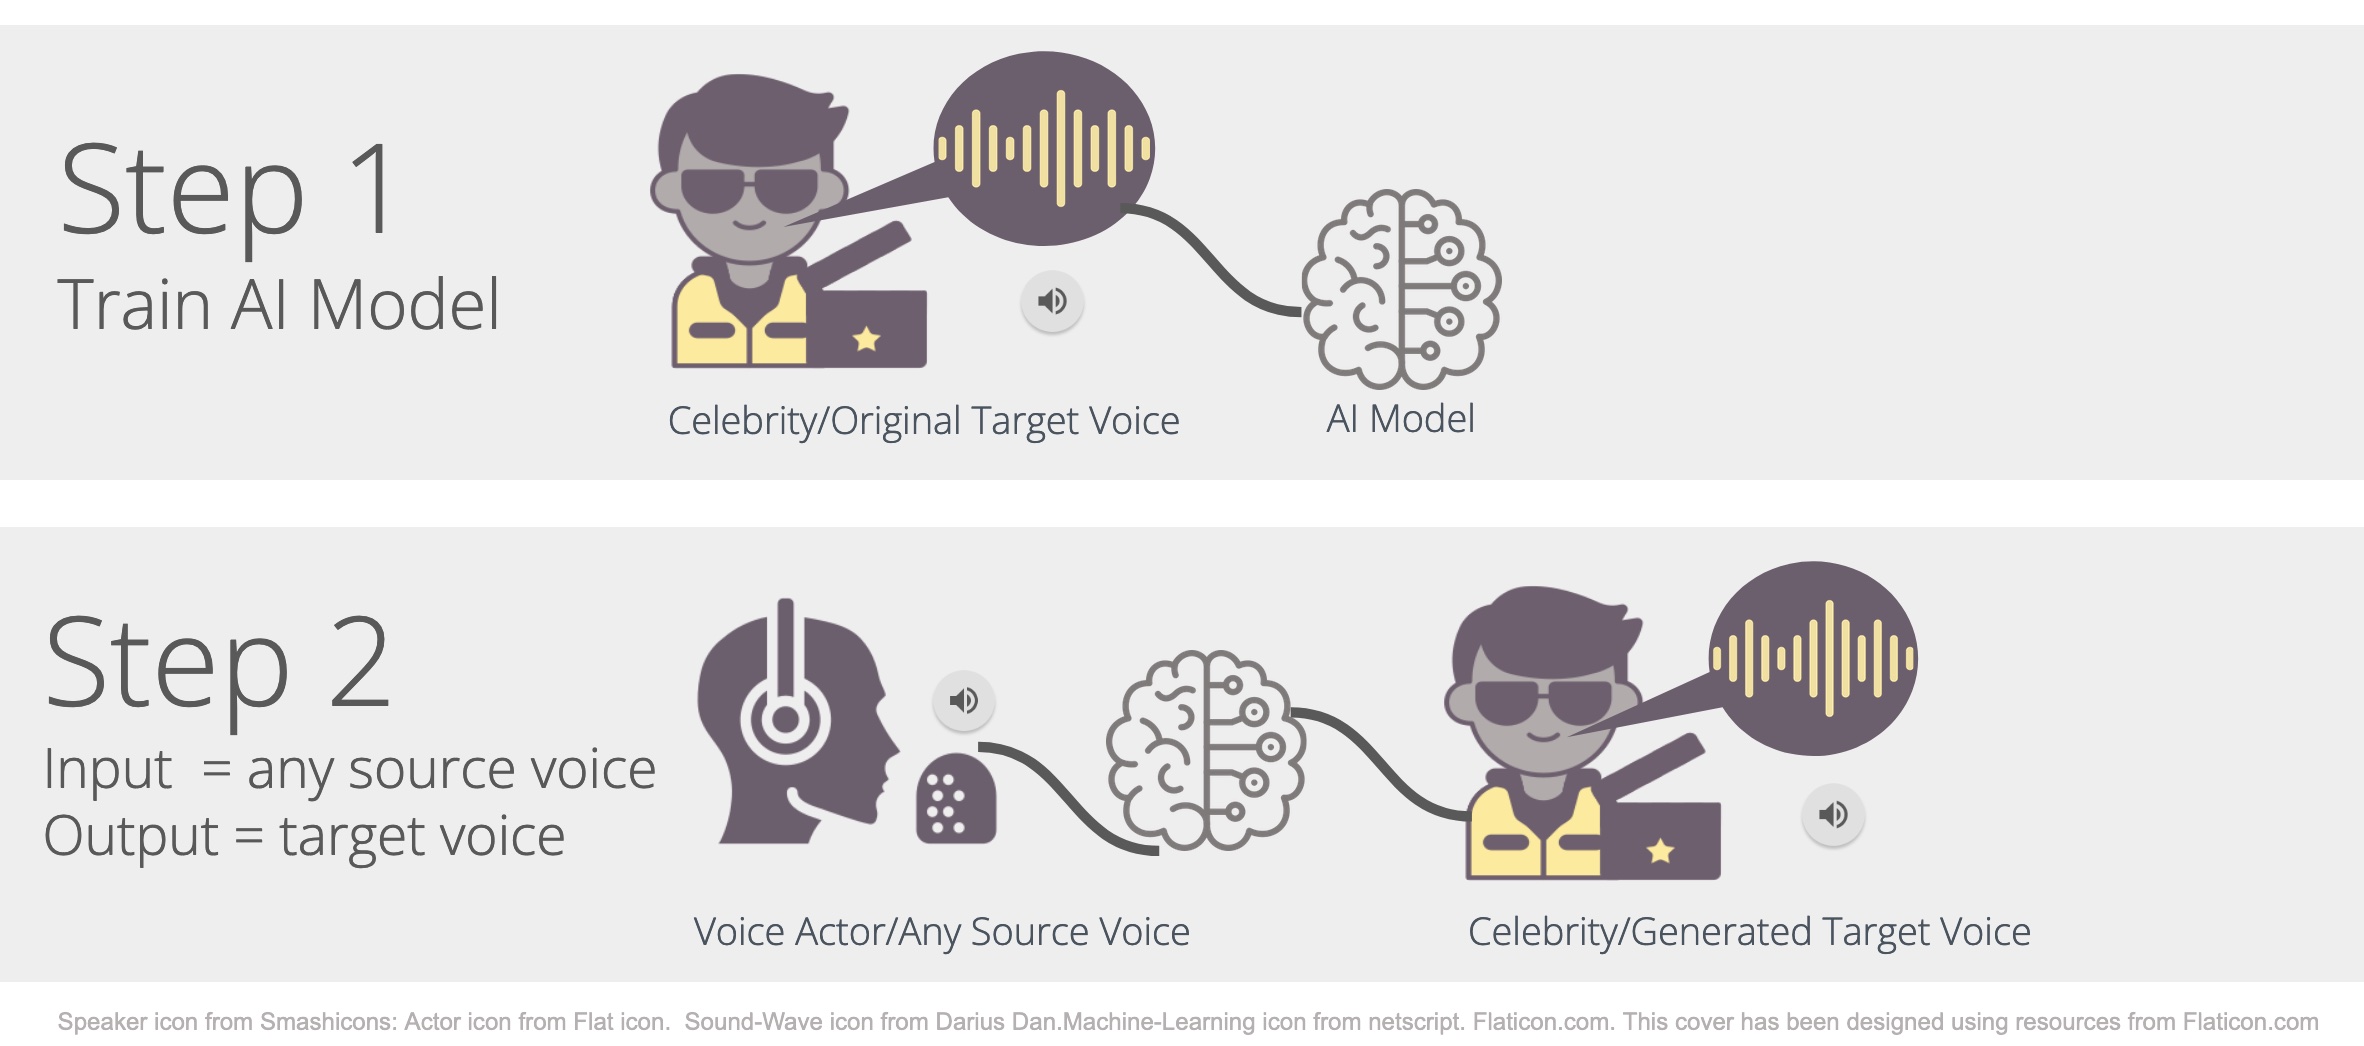 Step 1
Train AI Model
Celebrity/Original Target Voice
AI Model
Step 2
Input  = any source voice
Output = target voice
Voice Actor/Any Source Voice
Celebrity/Generated Target Voice
Speaker icon from Smashicons: Actor icon from Flat icon.  Sound-Wave icon from Darius Dan.Machine-Learning icon from netscript. Flaticon.com. This cover has been designed using resources from Flaticon.com